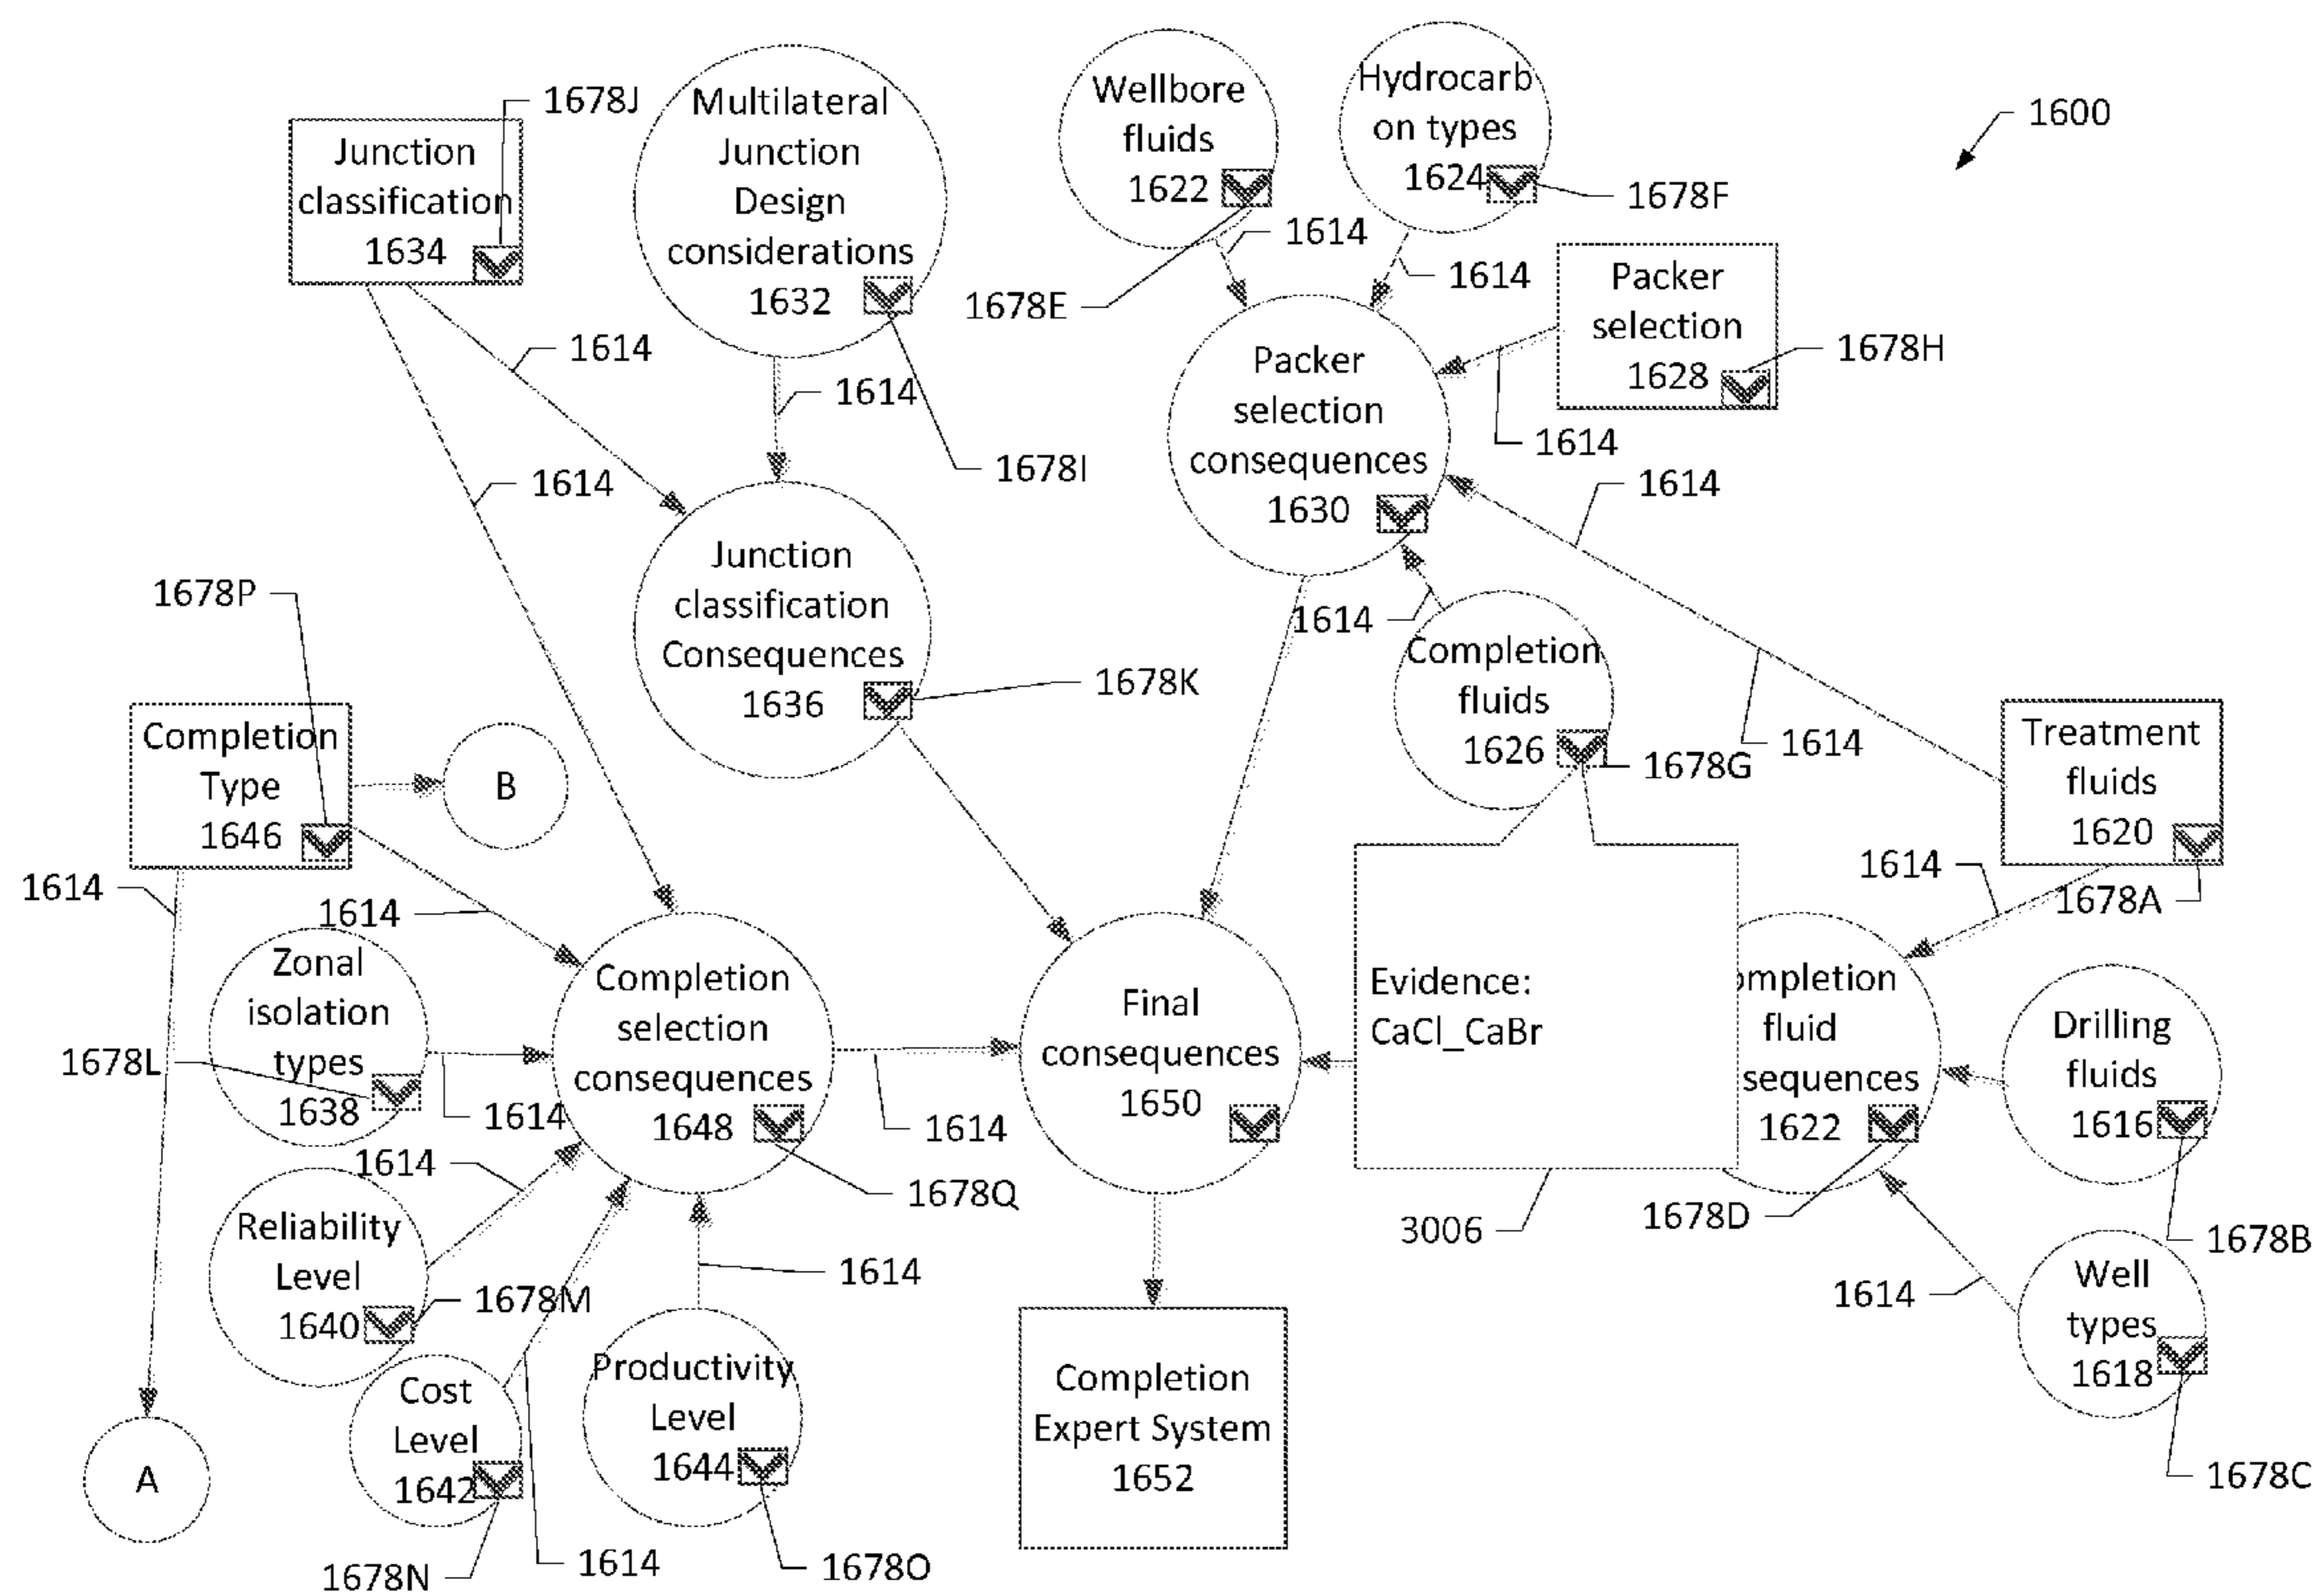 1600
1678J
Junction
classification
1634
Multilateral
Junction
Design
considerations
1632
1678I
Wellbore
fluids
1622
1678E
Hydrocarb
on types
1624
1678F
1614
1614
Packer
selection
1628
1678H
1614
1614
1614
1614
Packer
selection
consequences
1630
1614
1614
1614
Junction
classification
Consequences
1636
1678K
Completion
fluids
1626
1678G
1614
Treatment
fluids
1620
1678A
1614
1678P
Completion
Type
1646
B
1614
1614
Zonal
isolation
types
1638
1678L
1614
Completion
selection
consequences
1648
1678Q
1614
Final
consequences
1650
Evidence:
CaCl_CaBr
3006
ompletion
fluid
sequences
1622
1678D
Drilling
fluids
1616
1678B
Well
types
1618
1678C
1614
1614
Reliability
Level
1640
1678M
1614
Cost
Level
1642
1678N
1614
Productivity
Level
1644
1678O
Completion
Expert System
1652
A